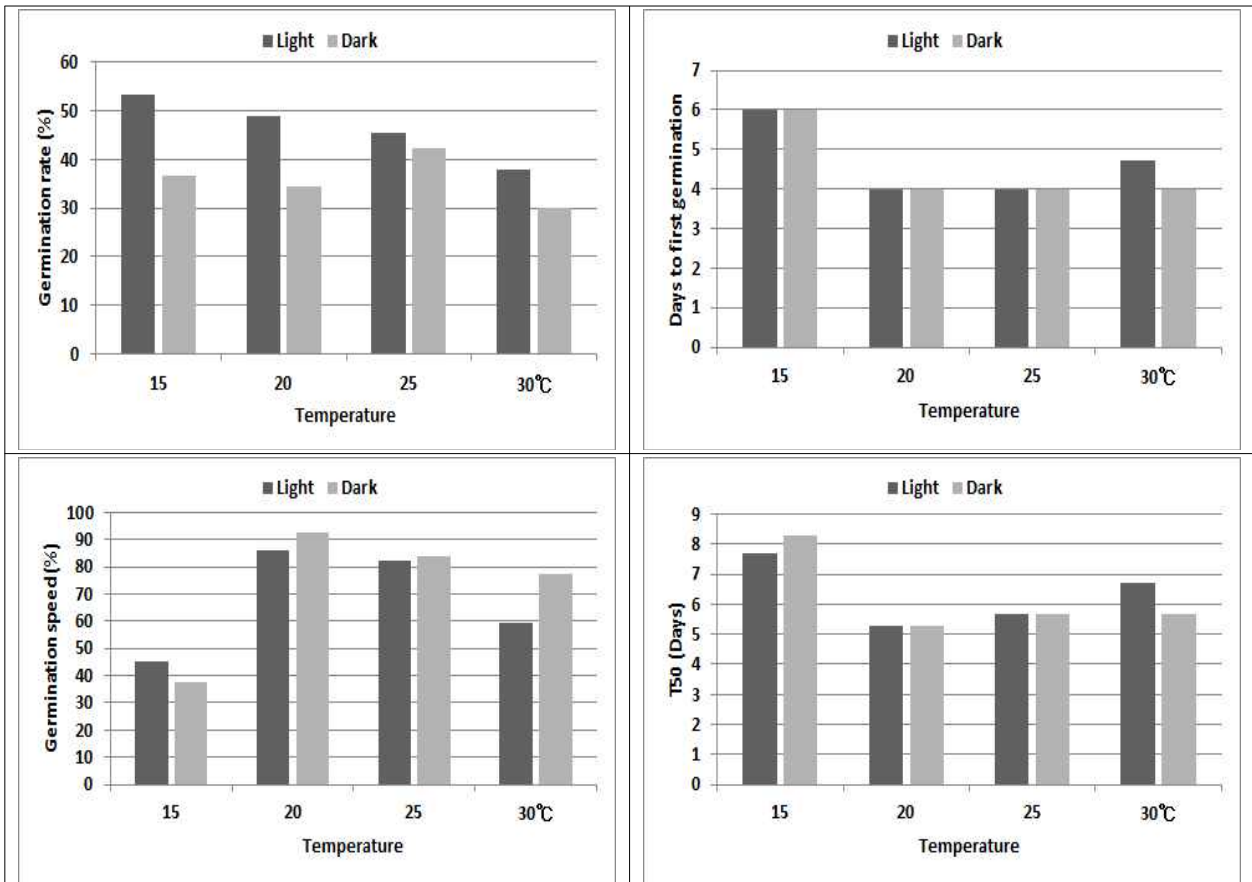 Light Dark
Germination rate (%)
60
50
40
30
20
10
0
15 20 25 30℃
Temperature
Light Dark
Days to first germination
7
6
5
4
3
2
1
0
15 20 25 30℃
Temperature
Light Dark
Germination speed(%)
100
90
80
70
60
50
40
30
20
10
0
15 20 25 30℃
Temperature
Light Dark
T50 (Days)
9
8
7
6
5
4
3
2
1
0
15 20 25 30℃
Temperature